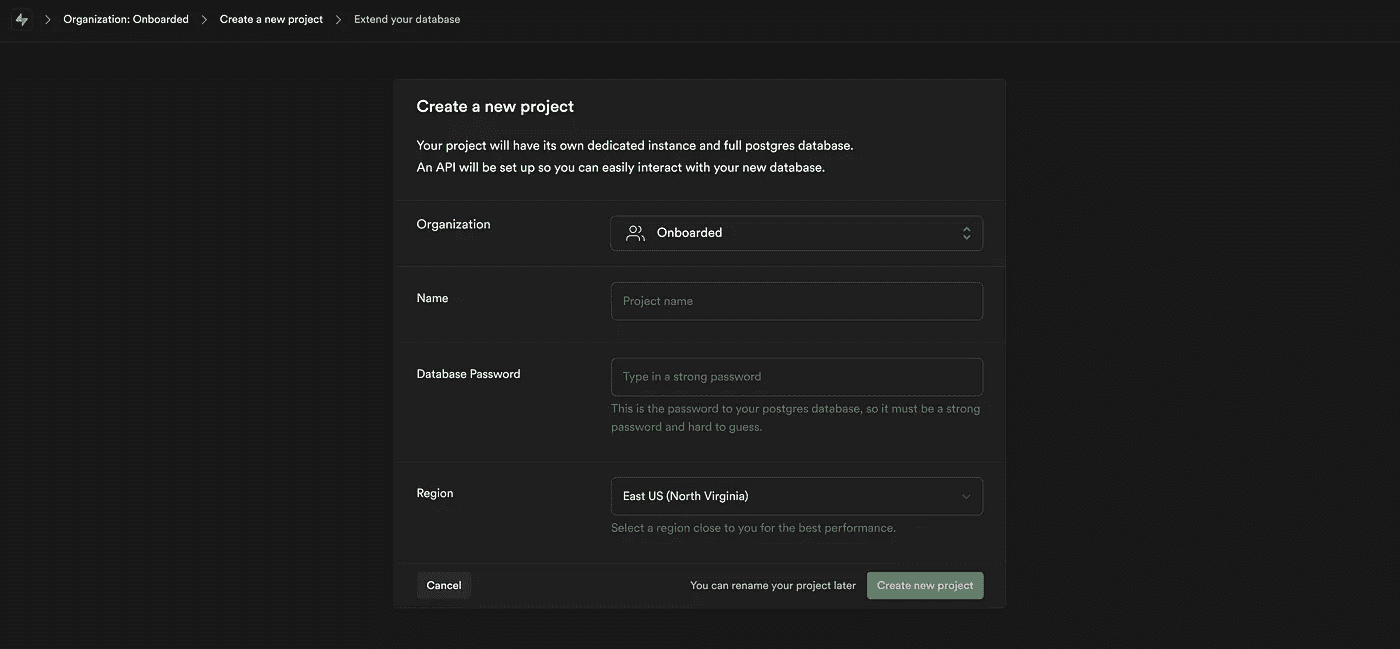 Organization: Onboarded Create a new project Extend your database
Create a new project
Your project will have its own dedicated instance and full postgres database.
An API will be set up so you can easily interact with your new database.
Organization
Onboarded
Name
Project name
Database Password
Type in a strong password
This is the password to your postgres database, so it must be a strong
password and hard to guess.
Region
East US (North Virginia)
Select a region close to you for the best performance.
Cancel
You can rename your project later
Create new project